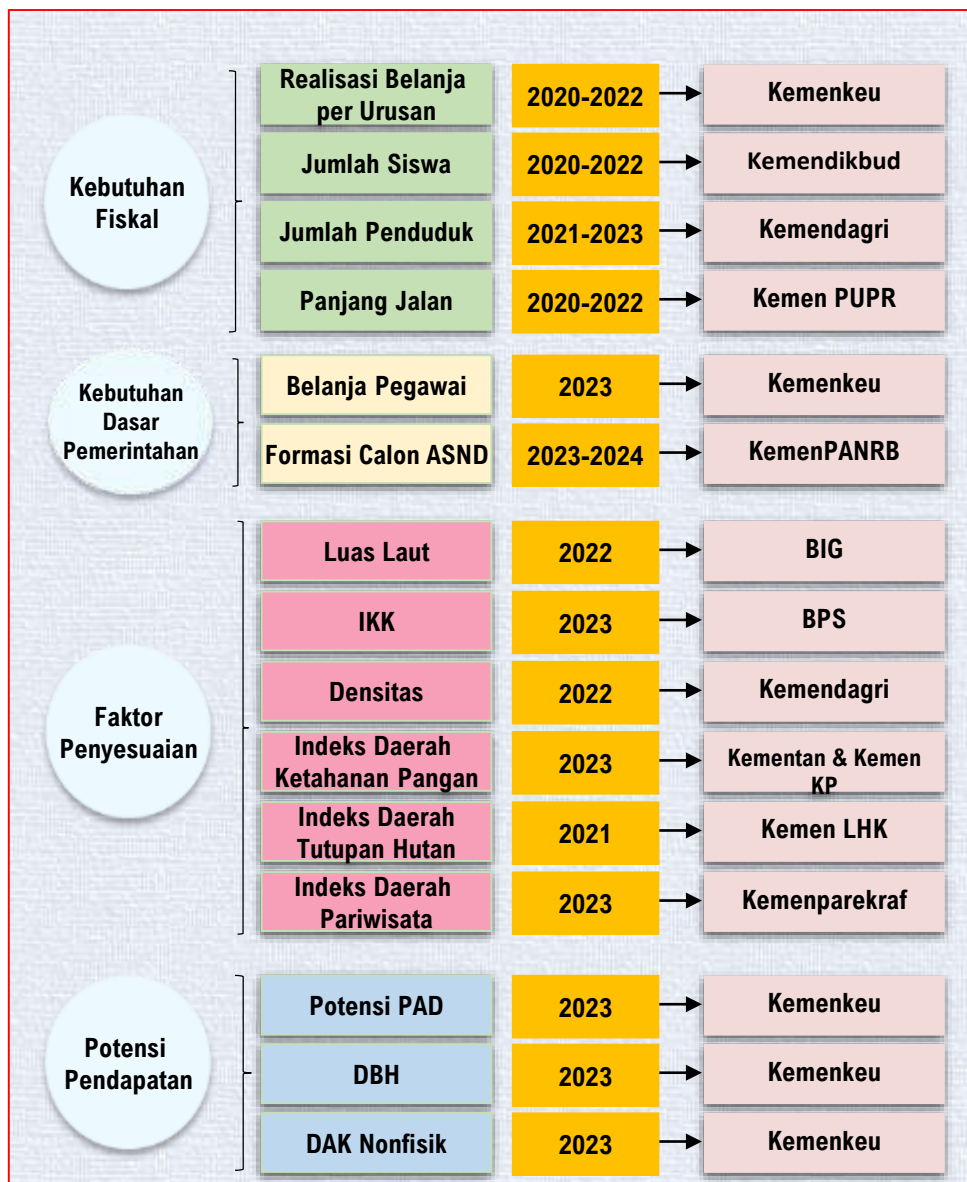 Kebutuhan
Fiskal
Realisasi Belanja
per Urusan
2020-2022
Kemenkeu
Jumlah Siswa
2020-2022
Kemendikbud
Jumlah Penduduk
2021-2023
Kemendagri
Panjang Jalan
2020-2022
Kemen PUPR
Kebutuhan
Dasar
Pemerintahan
Belanja Pegawai
2023
Kemenkeu
Formasi Calon ASND
2023-2024
KemenPANRB
Faktor
Penyesuaian
Luas Laut
2022
BIG
IKK
2023
BPS
Densitas
2022
Kemendagri
Indeks Daerah
Ketahanan Pangan
2023
Kementan & Kemen
KP
Indeks Daerah
Tutupan Hutan
2021
Kemen LHK
Indeks Daerah
Pariwisata
2023
Kemenparekraf
Potensi
Pendapatan
Potensi PAD
2023
Kemenkeu
DBH
2023
Kemenkeu
DAK Nonfisik
2023
Kemenkeu